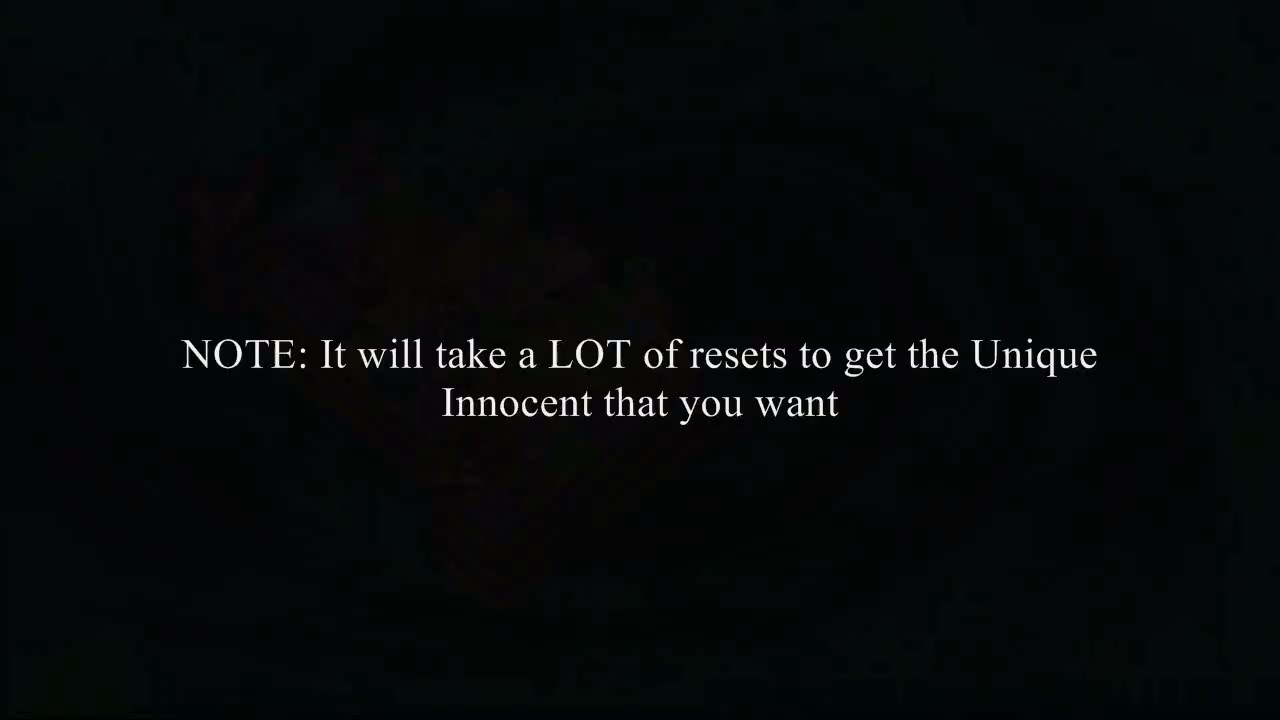 NOTE: It will take a LOT of resets to get the Unique
Innocent that you want